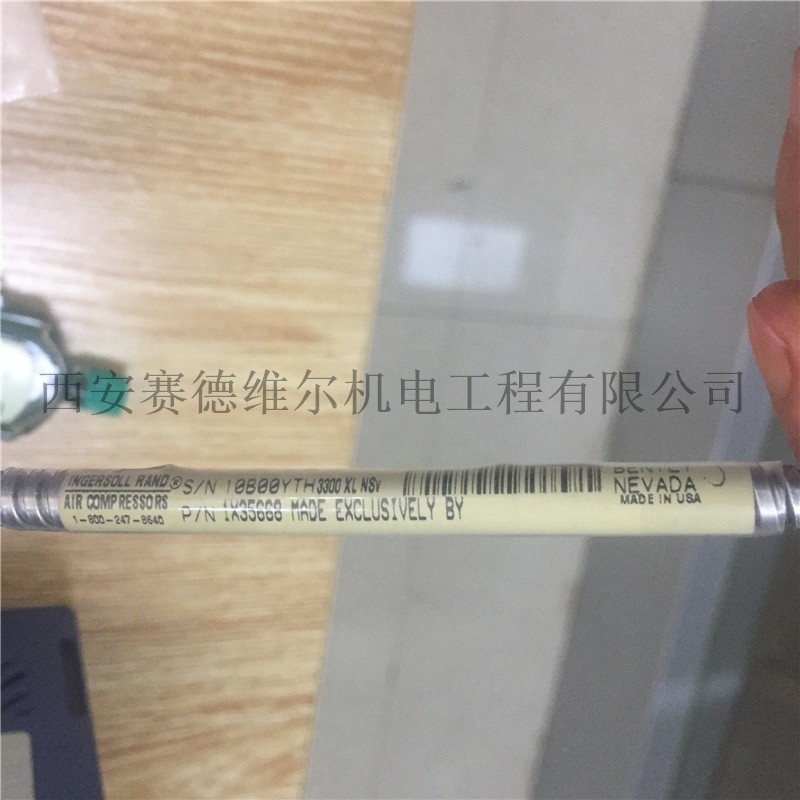 西安赛德维尔机电工程有限公司
INGERSOLL RAND® S/N 10B00YTH 3300 XL NSv
BENTLY
AIR COMPRESSORS
NEVADA
1-800-247-8640
P/N 1X35668 MADE EXCLUSIVELY BY
MADE IN USA